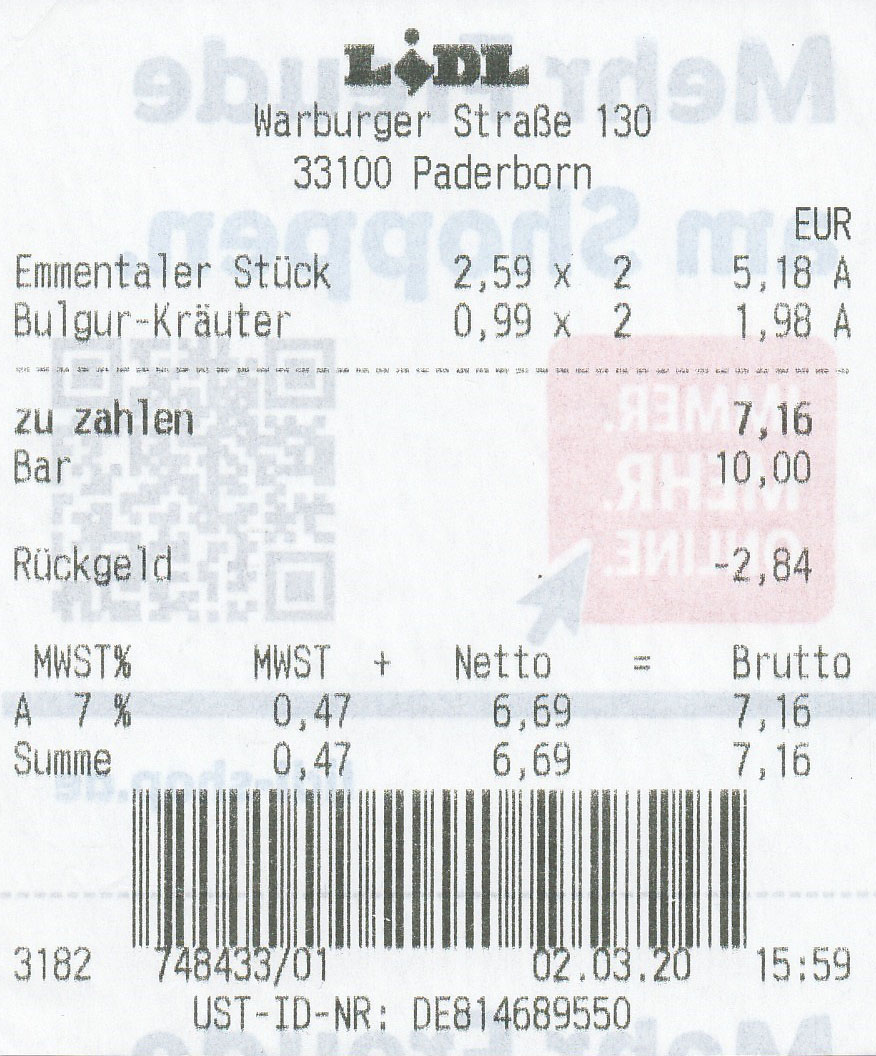 LIDL
Warburger Straße 130
33100 Paderborn
EUR
Emmentaler Stück 2,59 x 2 5,18 A
Bulgur-Kräuter 0,99 x 2 1,98 A
zu zahlen 7,16
Bar 10,00
Rückgeld -2,84
MWST% MWST + Netto = Brutto
A 7 % 0,47 6,69 7,16
Summe 0,47 6,69 7,16
3182 748433/01 02.03.20 15:59
UST-ID-NR: DE814689550
Mehr Freude
am Shoppen.
IMMER.
MEHR.
ONLINE.
lidl-shop.de
Mehr Freude